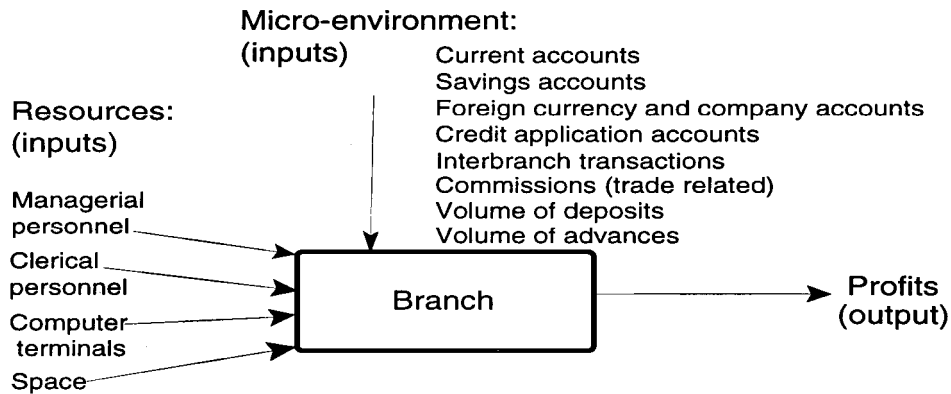 Micro-environment:
(inputs)
Current accounts
Savings accounts
Foreign currency and company accounts
Credit application accounts
Interbranch transactions
Commissions (trade related)
Volume of deposits
Volume of advances
Resources:
(inputs)
Managerial
personnel
Clerical
personnel
Computer
terminals
Space
Branch
Profits
(output)